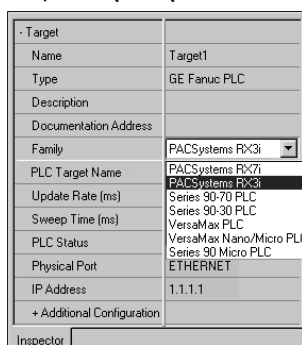 - Target
Name Target1
Type GE Fanuc PLC
Description
Documentation Address
Family PACSystems RX3i
PLC Target Name PACSystems RX7i
PACSystems RX3i
Update Rate (ms) Series 90-70 PLC
Series 90-30 PLC
Sweep Time (ms) VersaMax PLC
PLC Status VersaMax Nano/Micro PL
Series 90 Micro PLC
Physical Port ETHERNET
IP Address 1.1.1.1
+ Additional Configuration
Inspector